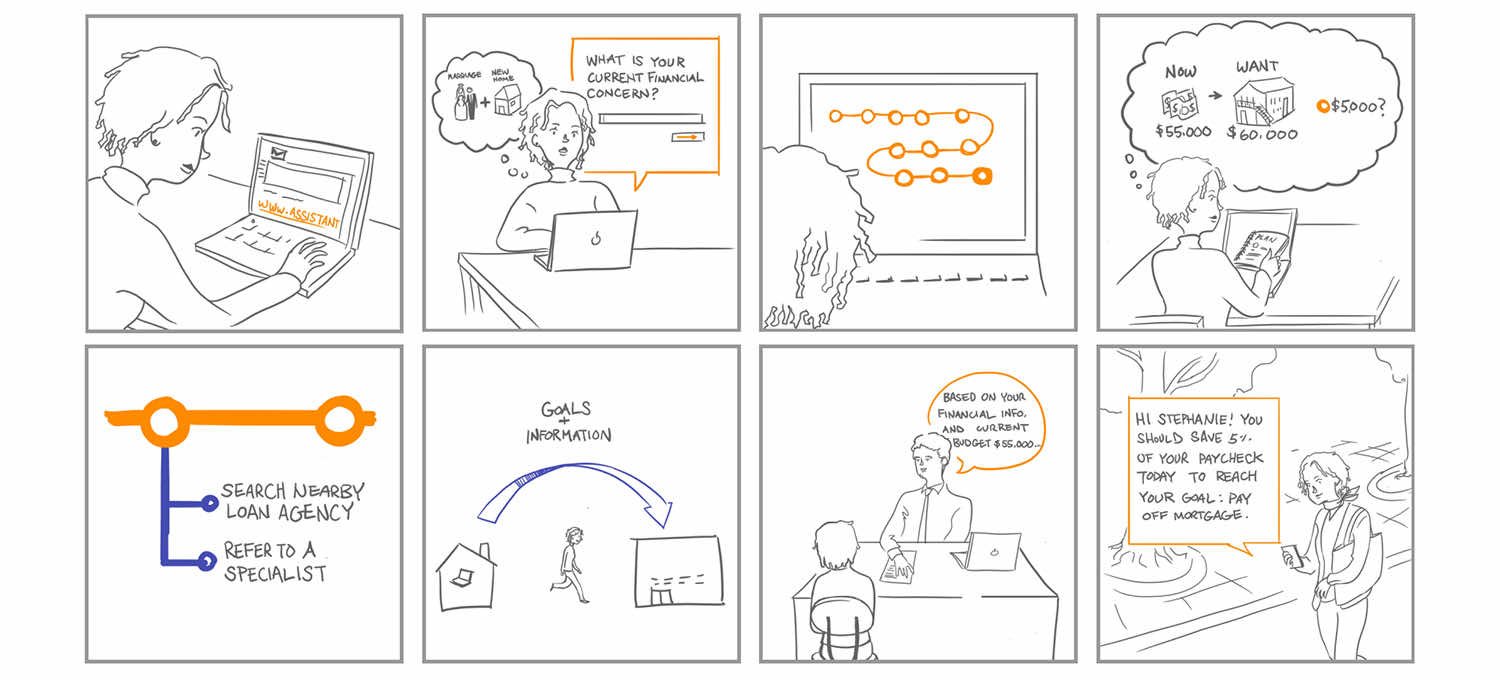 WWW.ASSISTANT
MARRIAGE
NEW
HOME
+
WHAT IS YOUR
CURRENT FINANCIAL
CONCERN?
NOW
WANT
$55,000
$60,000
$5,000?
PLAN
SEARCH NEARBY
LOAN AGENCY
REFER TO A
SPECIALIST
GOALS
+
INFORMATION
BASED ON YOUR
FINANCIAL INFO,
AND CURRENT
BUDGET $55,000...
HI STEPHANIE! YOU
SHOULD SAVE 5%
OF YOUR PAYCHECK
TODAY TO REACH
YOUR GOAL: PAY
OFF MORTGAGE.